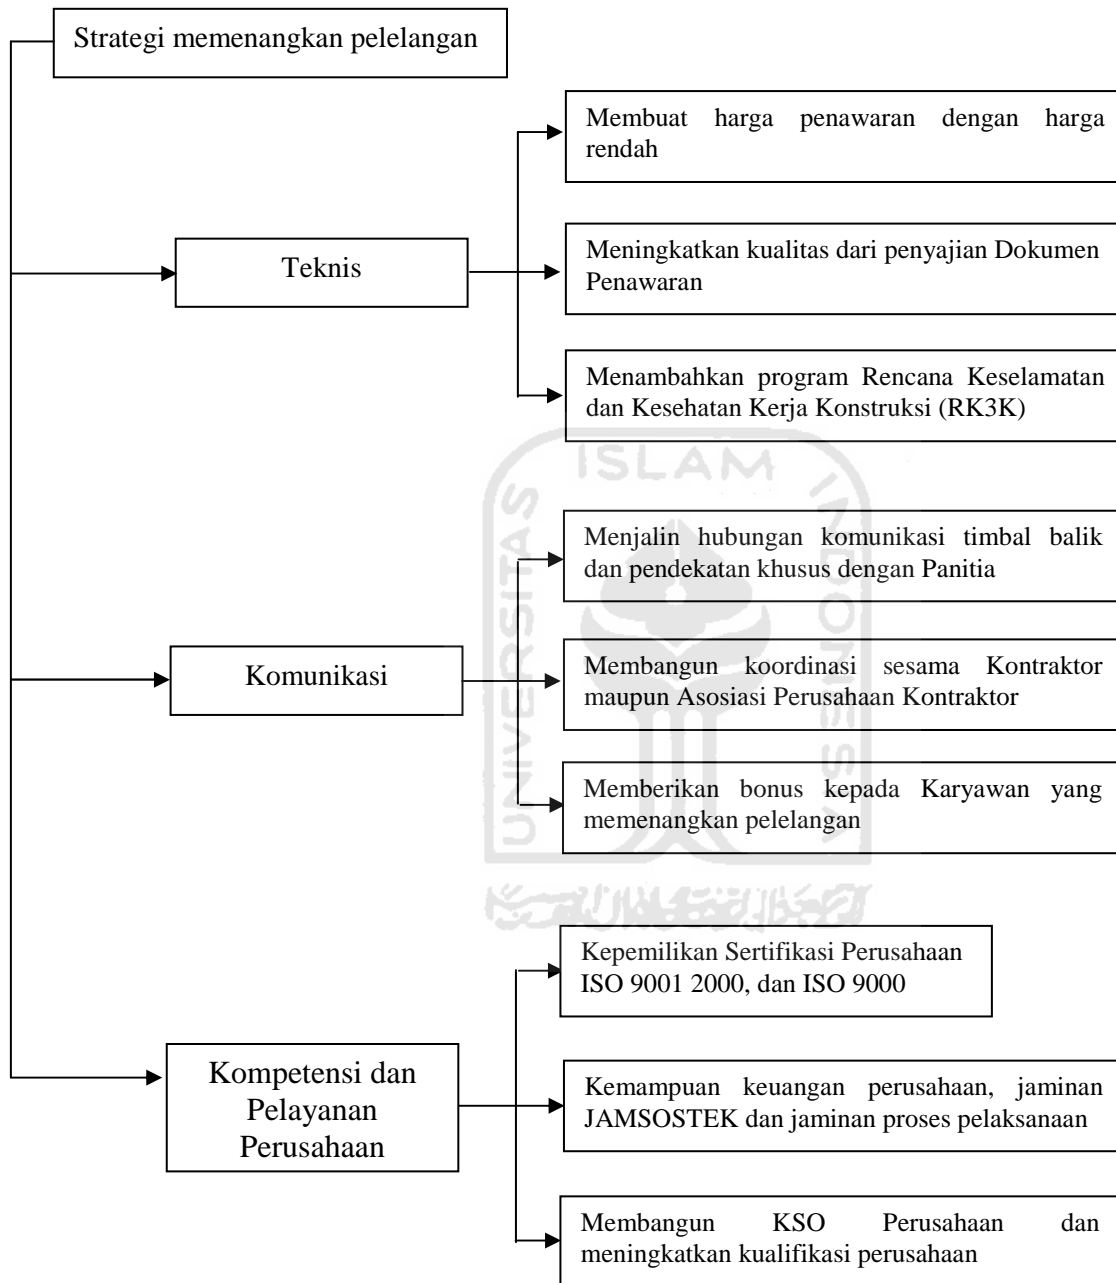 Strategi memenangkan pelelangan
Membuat harga penawaran dengan harga
rendah
Meningkatkan kualitas dari penyajian Dokumen
Penawaran
Teknis
Menambahkan program Rencana Keselamatan
dan Kesehatan Kerja Konstruksi (RK3K)
Menjalin hubungan komunikasi timbal balik
dan pendekatan khusus dengan Panitia
Membangun koordinasi sesama Kontraktor
maupun Asosiasi Perusahaan Kontraktor
Komunikasi
Memberikan bonus kepada Karyawan yang
memenangkan pelelangan
Kepemilikan Sertifikasi Perusahaan
ISO 9001 2000, dan ISO 9000
Kompetensi dan
Pelayanan
Perusahaan
Kemampuan keuangan perusahaan, jaminan
JAMSOSTEK dan jaminan proses pelaksanaan
Membangun KSO Perusahaan dan
meningkatkan kualifikasi perusahaan
UNIVERSITAS
ISLAM
INDONESIA